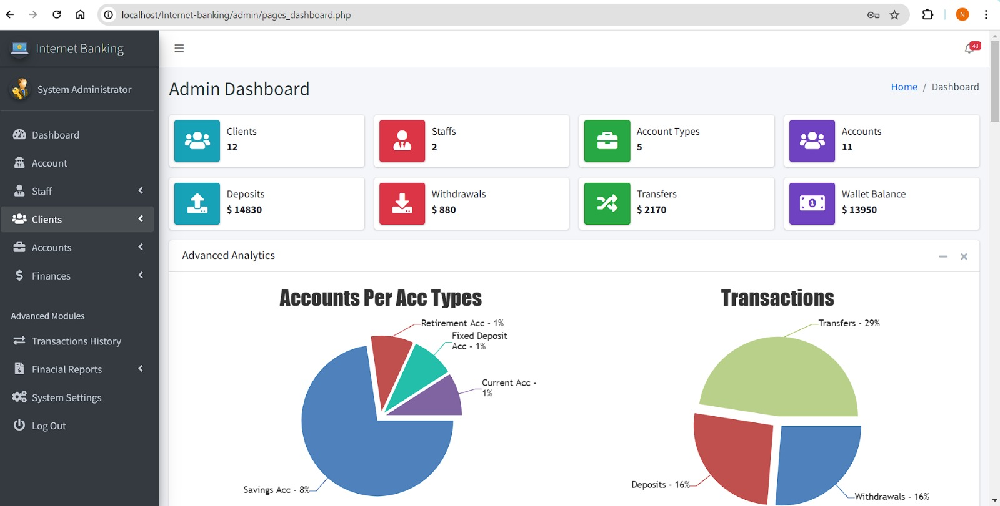 localhost/Internet-banking/admin/pages_dashboard.php
N
Internet Banking
48
System Administrator
Dashboard
Account
Staff
Clients
Accounts
Finances
Advanced Modules
Transactions History
Finacial Reports
System Settings
Log Out
Admin Dashboard
Home / Dashboard
Clients
12
Staffs
2
Account Types
5
Accounts
11
Deposits
$ 14830
Withdrawals
$ 880
Transfers
$ 2170
Wallet Balance
$ 13950
Advanced Analytics
Accounts Per Acc Types
Retirement Acc - 1%
Fixed Deposit
Acc - 1%
Current Acc -
1%
Savings Acc - 8%
Transactions
Transfers - 29%
Deposits - 16%
Withdrawals - 16%